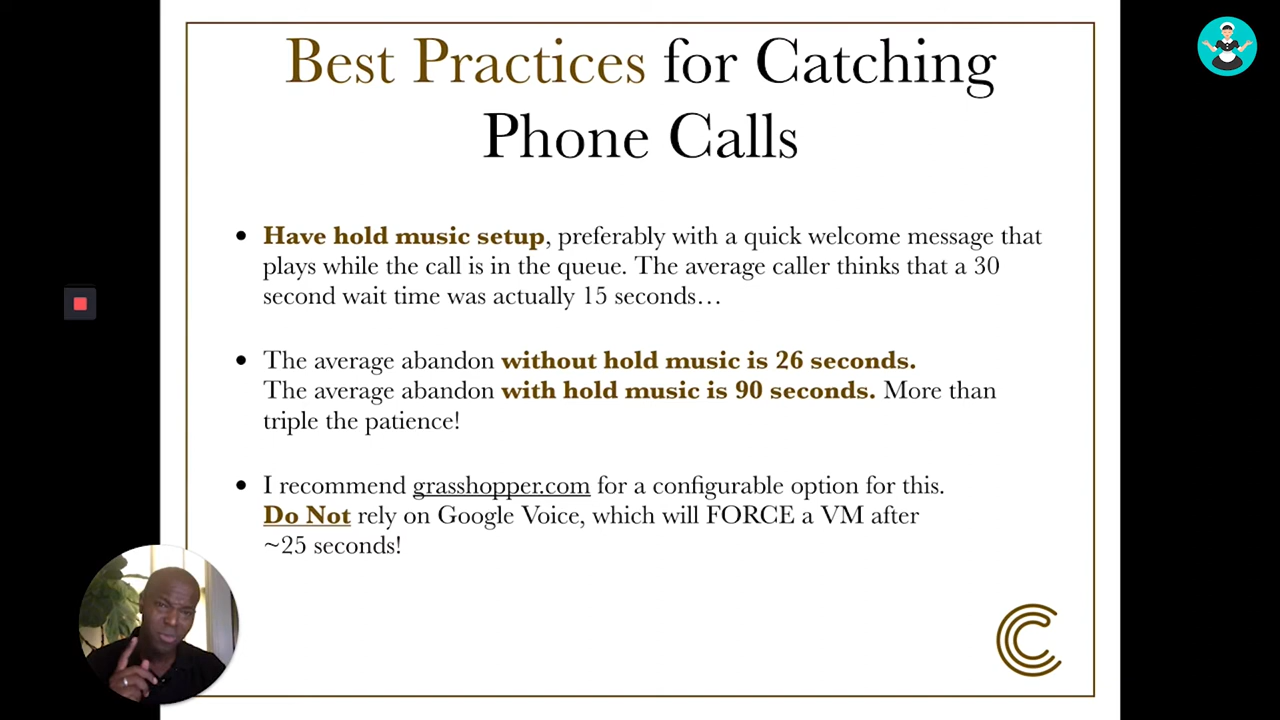 Best Practices for Catching
Phone Calls
• Have hold music setup, preferably with a quick welcome message that
plays while the call is in the queue. The average caller thinks that a 30
second wait time was actually 15 seconds…
• The average abandon without hold music is 26 seconds.
The average abandon with hold music is 90 seconds. More than
triple the patience!
• I recommend grasshopper.com for a configurable option for this.
Do Not rely on Google Voice, which will FORCE a VM after
~25 seconds!